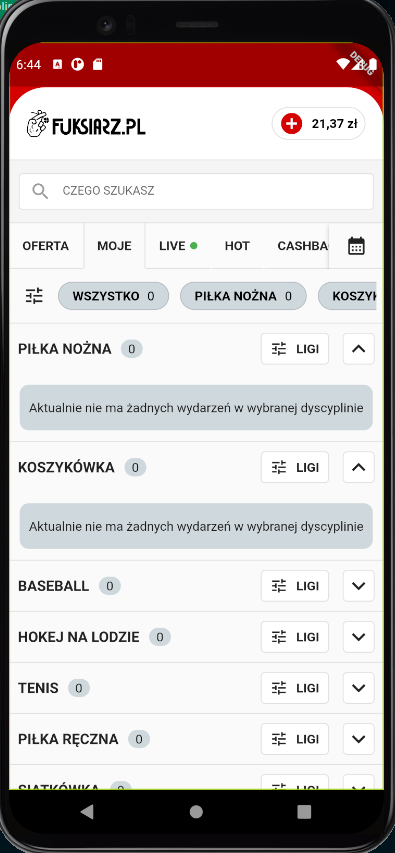 6:44
DEBUG
FUKSIARZ.PL
21,37 zł
CZEGO SZUKASZ
OFERTA MOJE LIVE HOT CASHBA
WSZYSTKO 0 PIŁKA NOŻNA 0 KOSZYK
PIŁKA NOŻNA 0 LIGI
Aktualnie nie ma żadnych wydarzeń w wybranej dyscyplinie
KOSZYKÓWKA 0 LIGI
Aktualnie nie ma żadnych wydarzeń w wybranej dyscyplinie
BASEBALL 0 LIGI
HOKEJ NA LODZIE 0 LIGI
TENIS 0 LIGI
PIŁKA RĘCZNA 0 LIGI
SIATKÓWKA 0 LIGI